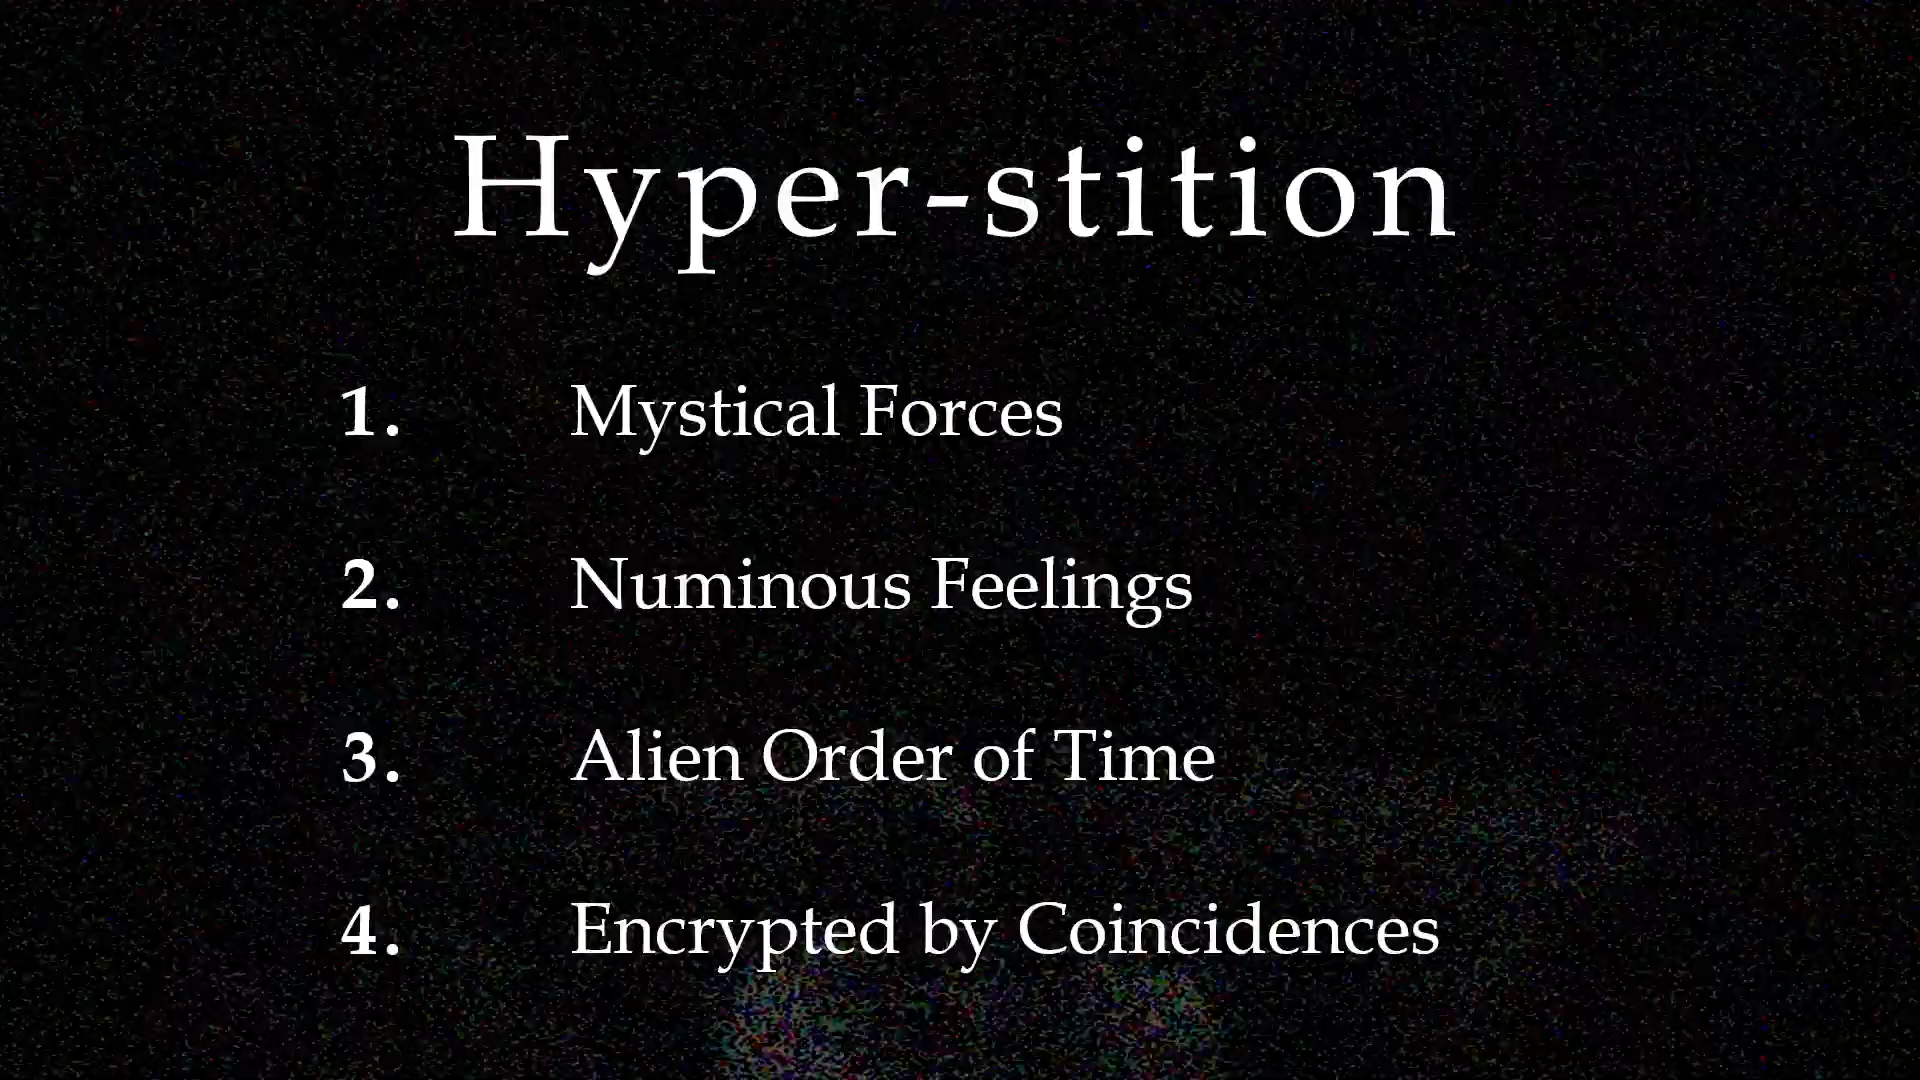 Hyper-stition
1. Mystical Forces
2. Numinous Feelings
3. Alien Order of Time
4. Encrypted by Coincidences